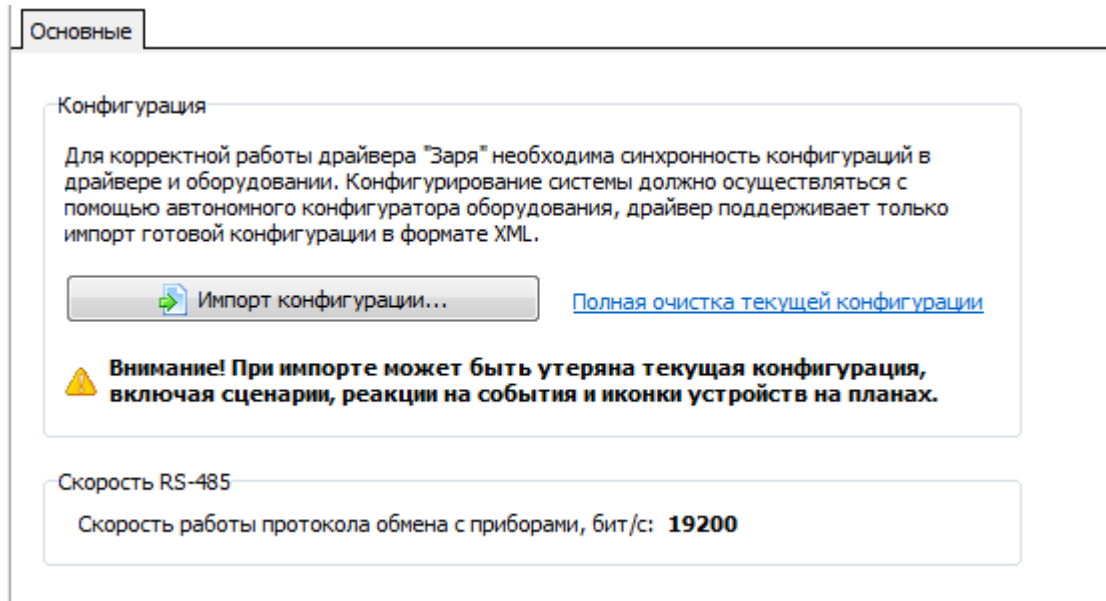 Основные
Конфигурация
Для корректной работы драйвера "Заря" необходима синхронность конфигураций в
драйвере и оборудовании. Конфигурирование системы должно осуществляться с
помощью автономного конфигуратора оборудования, драйвер поддерживает только
импорт готовой конфигурации в формате XML.
Импорт конфигурации...
Полная очистка текущей конфигурации
Внимание! При импорте может быть утеряна текущая конфигурация,
включая сценарии, реакции на события и иконки устройств на планах.
Скорость RS-485
Скорость работы протокола обмена с приборами, бит/с: 19200